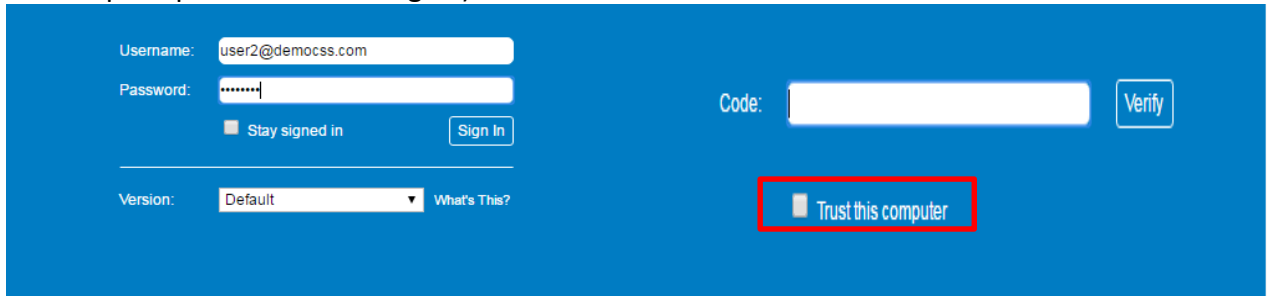 Username: user2@democss.com
Password: ••••••••
Stay signed in Sign In
Version: Default What's This?
Code: Verify
Trust this computer